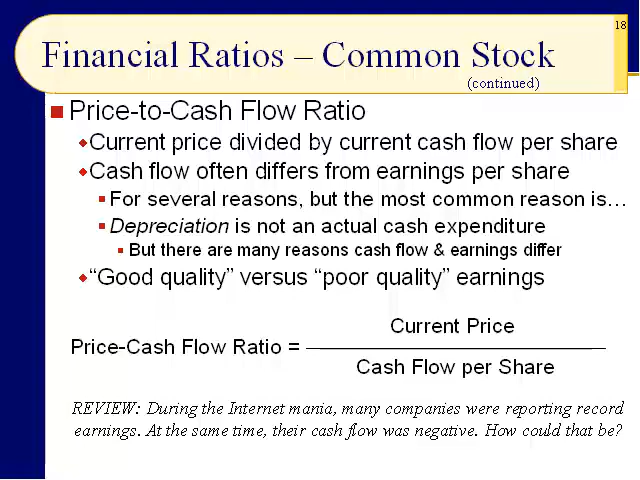 18
Financial Ratios – Common Stock
(continued)
Price-to-Cash Flow Ratio
Current price divided by current cash flow per share
Cash flow often differs from earnings per share
For several reasons, but the most common reason is…
Depreciation is not an actual cash expenditure
But there are many reasons cash flow & earnings differ
“Good quality” versus “poor quality” earnings
Current Price
Price-Cash Flow Ratio =
Cash Flow per Share
REVIEW: During the Internet mania, many companies were reporting record
earnings. At the same time, their cash flow was negative. How could that be?